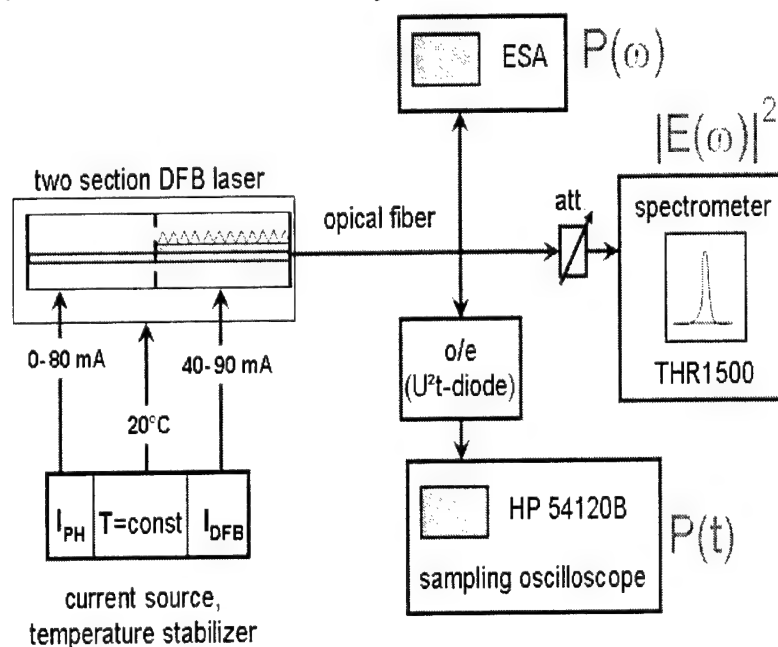 ESA
P(ω)
|E(ω)|²
two section DFB laser
opical fiber
att.
spectrometer
THR1500
0-80 mA
40-90 mA
20°C
o/e
(U²t-diode)
I_PH
T=const
I_DFB
HP 54120B
sampling oscilloscope
P(t)
current source,
temperature stabilizer